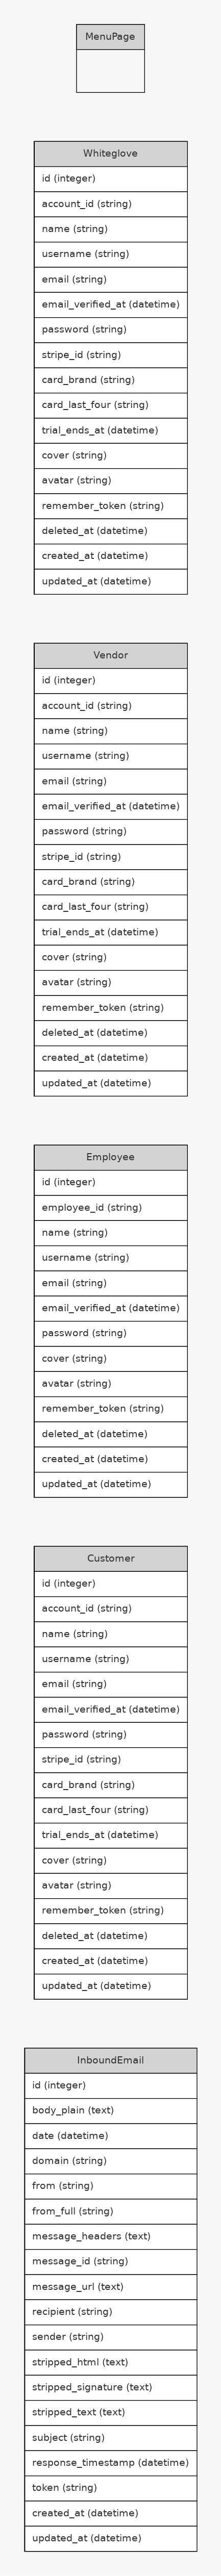 MenuPage
Whiteglove
id (integer)
account_id (string)
name (string)
username (string)
email (string)
email_verified_at (datetime)
password (string)
stripe_id (string)
card_brand (string)
card_last_four (string)
trial_ends_at (datetime)
cover (string)
avatar (string)
remember_token (string)
deleted_at (datetime)
created_at (datetime)
updated_at (datetime)
Vendor
id (integer)
account_id (string)
name (string)
username (string)
email (string)
email_verified_at (datetime)
password (string)
stripe_id (string)
card_brand (string)
card_last_four (string)
trial_ends_at (datetime)
cover (string)
avatar (string)
remember_token (string)
deleted_at (datetime)
created_at (datetime)
updated_at (datetime)
Employee
id (integer)
employee_id (string)
name (string)
username (string)
email (string)
email_verified_at (datetime)
password (string)
cover (string)
avatar (string)
remember_token (string)
deleted_at (datetime)
created_at (datetime)
updated_at (datetime)
Customer
id (integer)
account_id (string)
name (string)
username (string)
email (string)
email_verified_at (datetime)
password (string)
stripe_id (string)
card_brand (string)
card_last_four (string)
trial_ends_at (datetime)
cover (string)
avatar (string)
remember_token (string)
deleted_at (datetime)
created_at (datetime)
updated_at (datetime)
InboundEmail
id (integer)
body_plain (text)
date (datetime)
domain (string)
from (string)
from_full (string)
message_headers (text)
message_id (string)
message_url (text)
recipient (string)
sender (string)
stripped_html (text)
stripped_signature (text)
stripped_text (text)
subject (string)
response_timestamp (datetime)
token (string)
created_at (datetime)
updated_at (datetime)